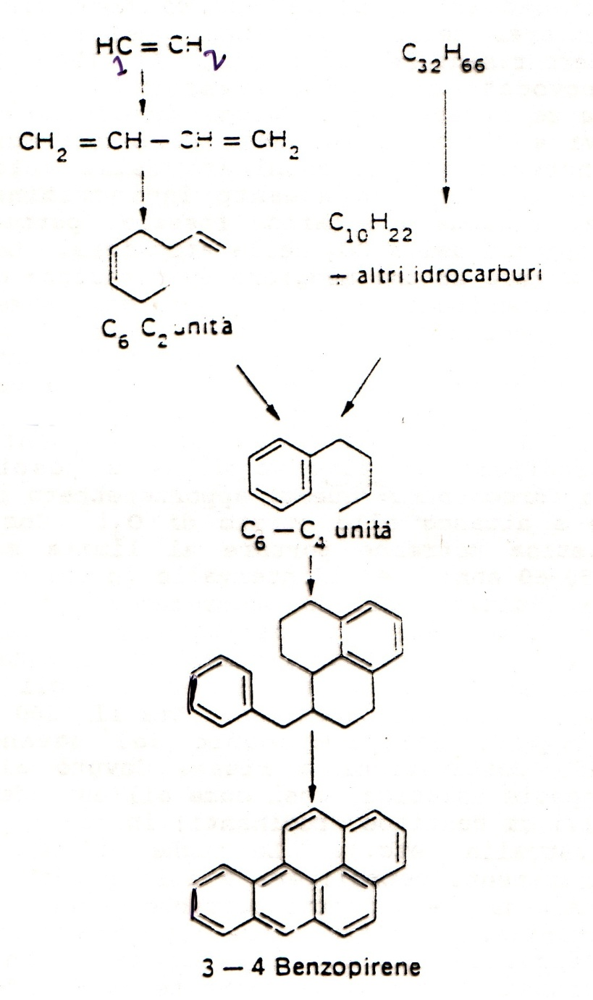 HC = CH
1 2
C32H66
CH2 = CH – CH = CH2
C10H22
+ altri idrocarburi
C6 C2 unità
C6 – C4 unità
3 – 4 Benzopirene